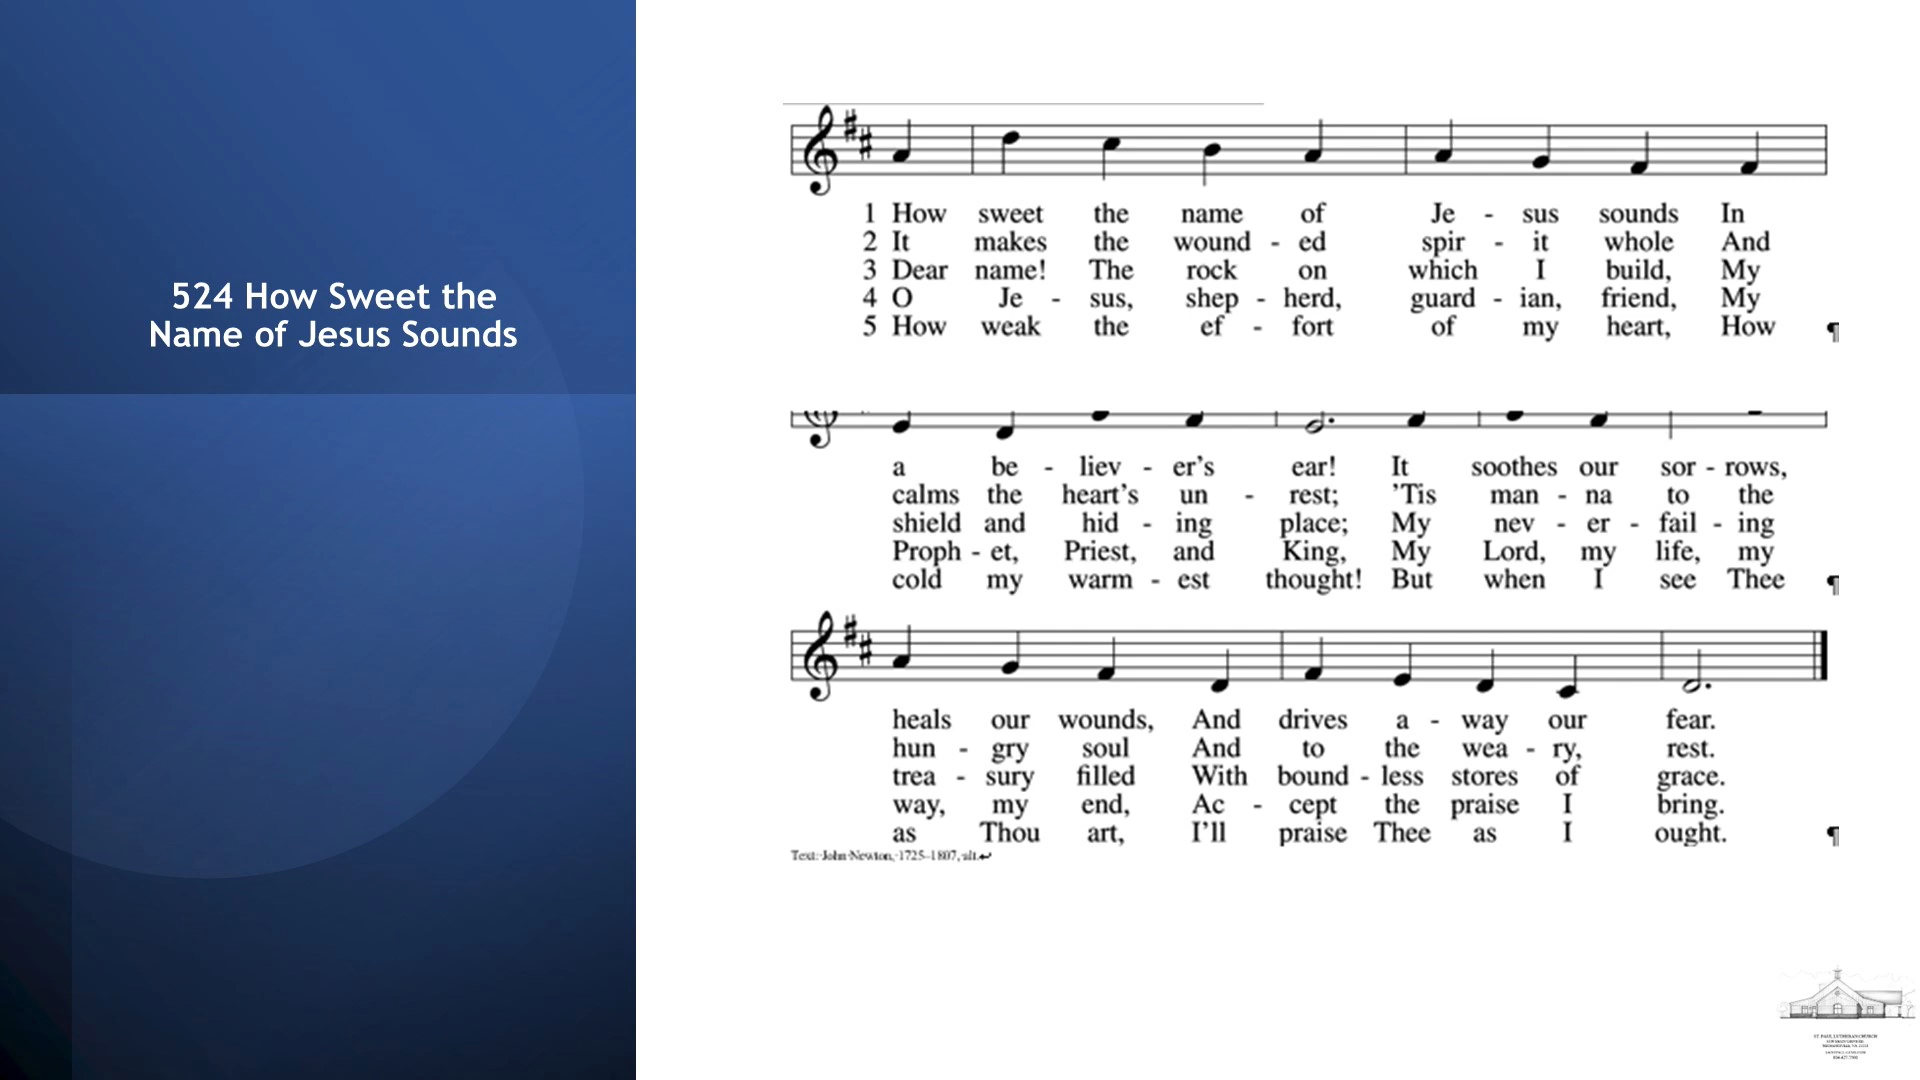 524 How Sweet the
Name of Jesus Sounds
1 How sweet the name of Je - sus sounds In
2 It makes the wound - ed spir - it whole And
3 Dear name! The rock on which I build, My
4 O Je - sus, shep - herd, guard - ian, friend, My
5 How weak the ef - fort of my heart, How ¶
a be - liev - er's ear! It soothes our sor - rows,
calms the heart's un - rest; 'Tis man - na to the
shield and hid - ing place; My nev - er - fail - ing
Proph - et, Priest, and King, My Lord, my life, my
cold my warm - est thought! But when I see Thee ¶
heals our wounds, And drives a - way our fear.
hun - gry soul And to the wea - ry, rest.
trea - sury filled With bound - less stores of grace.
way, my end, Ac - cept the praise I bring.
as Thou art, I'll praise Thee as I ought. ¶
Text: John Newton, 1725–1807, alt.↵
ST. PAUL LUTHERAN CHURCH